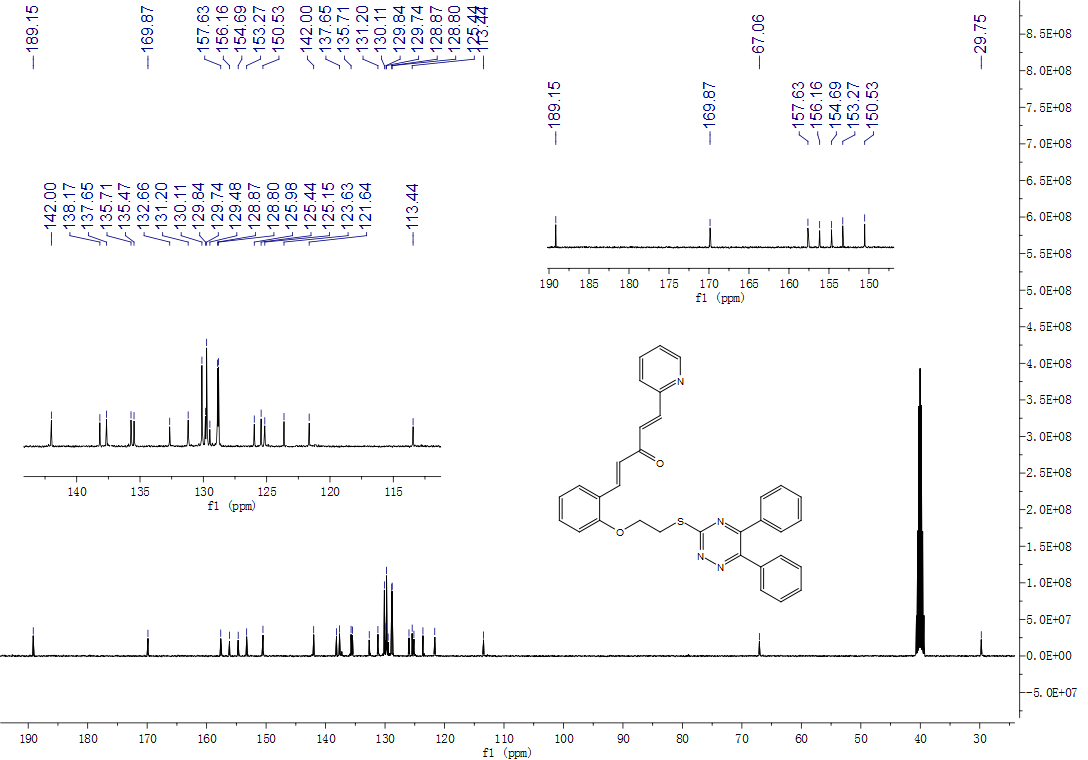 189.15
169.87
157.63
156.16
154.69
153.27
150.53
142.00
137.65
135.71
131.20
130.11
129.84
129.74
128.87
128.80
125.44
113.44
67.06
29.75
189.15
169.87
157.63
156.16
154.69
153.27
150.53
190 185 180 175 170 165 160 155 150
f1 (ppm)
142.00
138.17
137.65
135.71
135.47
132.66
131.20
130.11
129.84
129.74
129.48
128.87
128.80
125.98
125.44
125.15
123.63
121.64
113.44
140 135 130 125 120 115
f1 (ppm)
N
O
O
S
N
N
N
8.5E+08
8.0E+08
7.5E+08
7.0E+08
6.5E+08
6.0E+08
5.5E+08
5.0E+08
4.5E+08
4.0E+08
3.5E+08
3.0E+08
2.5E+08
2.0E+08
1.5E+08
1.0E+08
5.0E+07
0.0E+00
-5.0E+07
190 180 170 160 150 140 130 120 110 100 90 80 70 60 50 40 30
f1 (ppm)